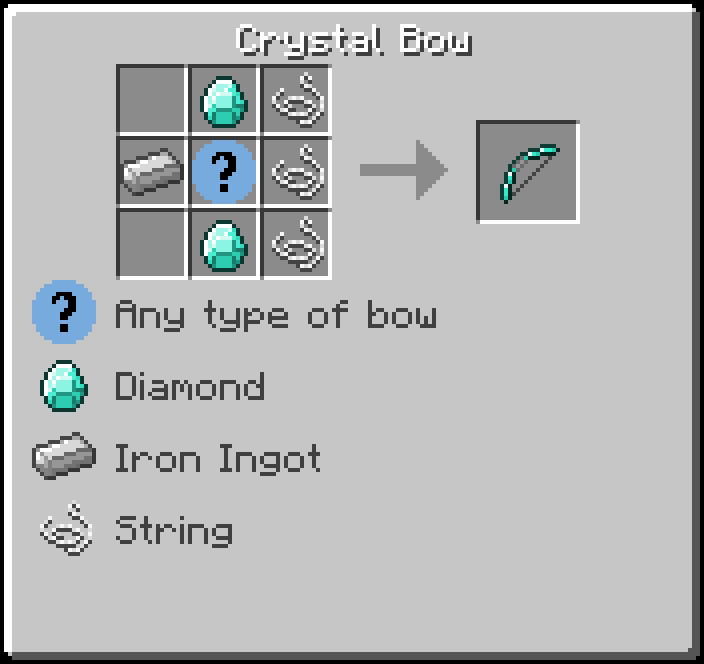 Crystal Bow
?
? Any type of bow
Diamond
Iron Ingot
String